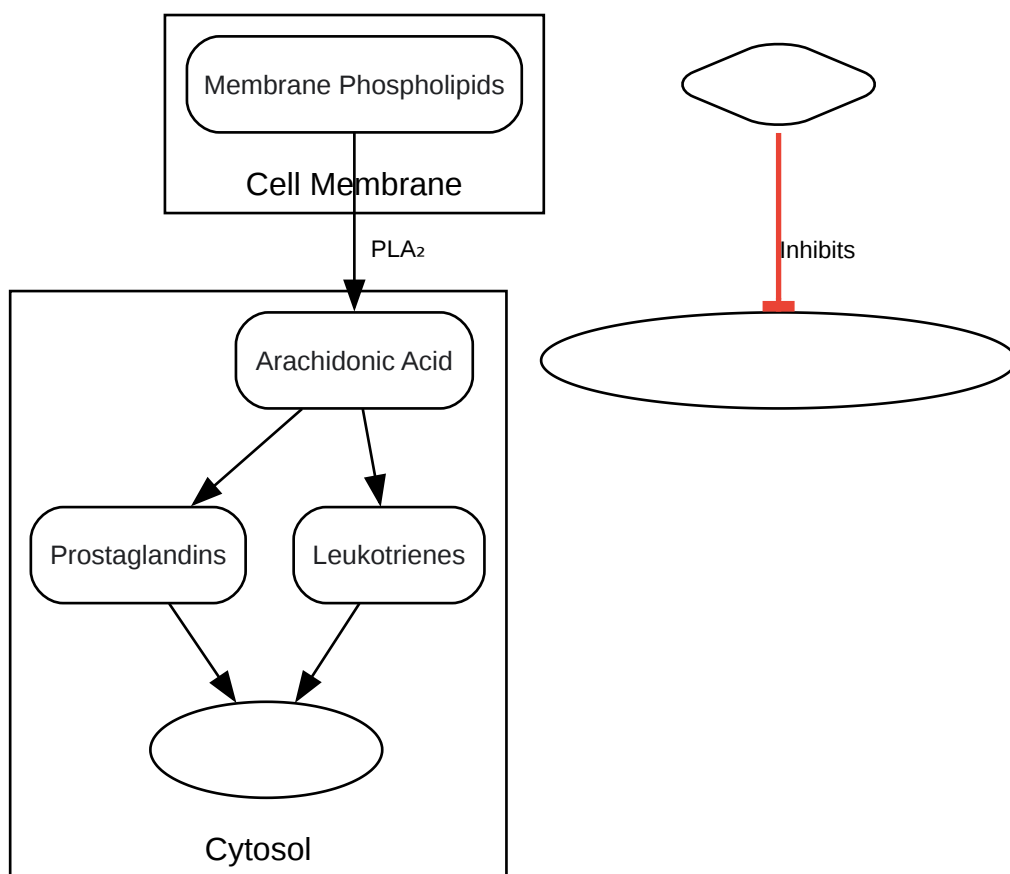 Membrane Phospholipids
Cell Membrane
PLA₂
Inhibits
Arachidonic Acid
Prostaglandins
Leukotrienes
Cytosol